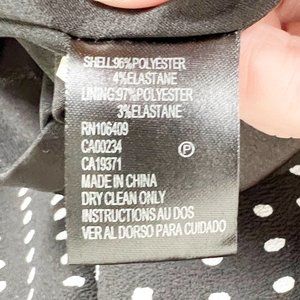 SHELL:96%POLYESTER
4%ELASTANE
LINING:97%POLYESTER
3%ELASTANE
RN106409
CA00234
CA19371
P
MADE IN CHINA
DRY CLEAN ONLY
INSTRUCTIONS AU DOS
VER AL DORSO PARA CUIDADO